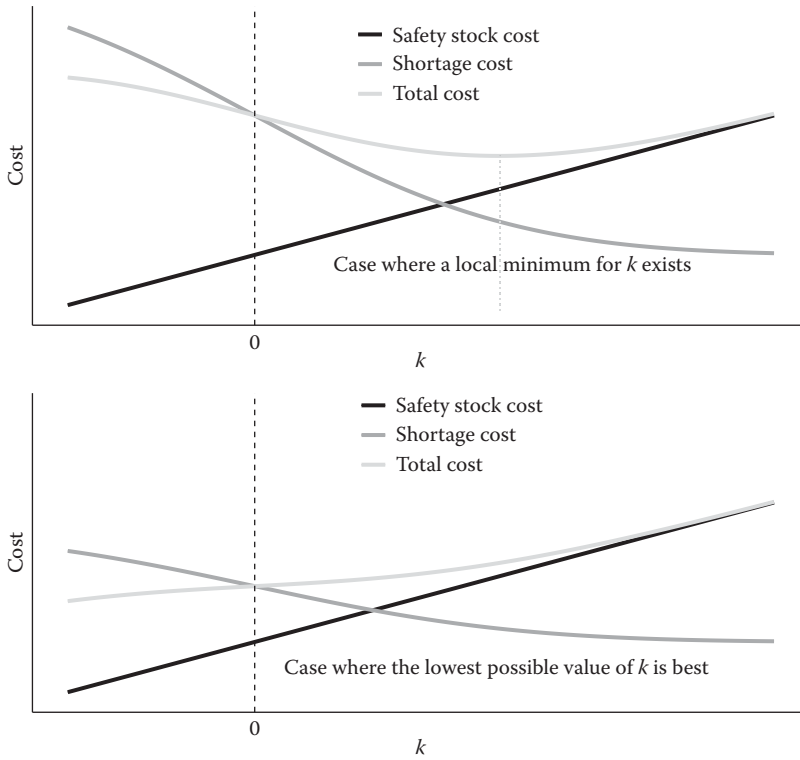 Safety stock cost
Shortage cost
Total cost
Cost
Case where a local minimum for k exists
0
k
Safety stock cost
Shortage cost
Total cost
Cost
Case where the lowest possible value of k is best
0
k